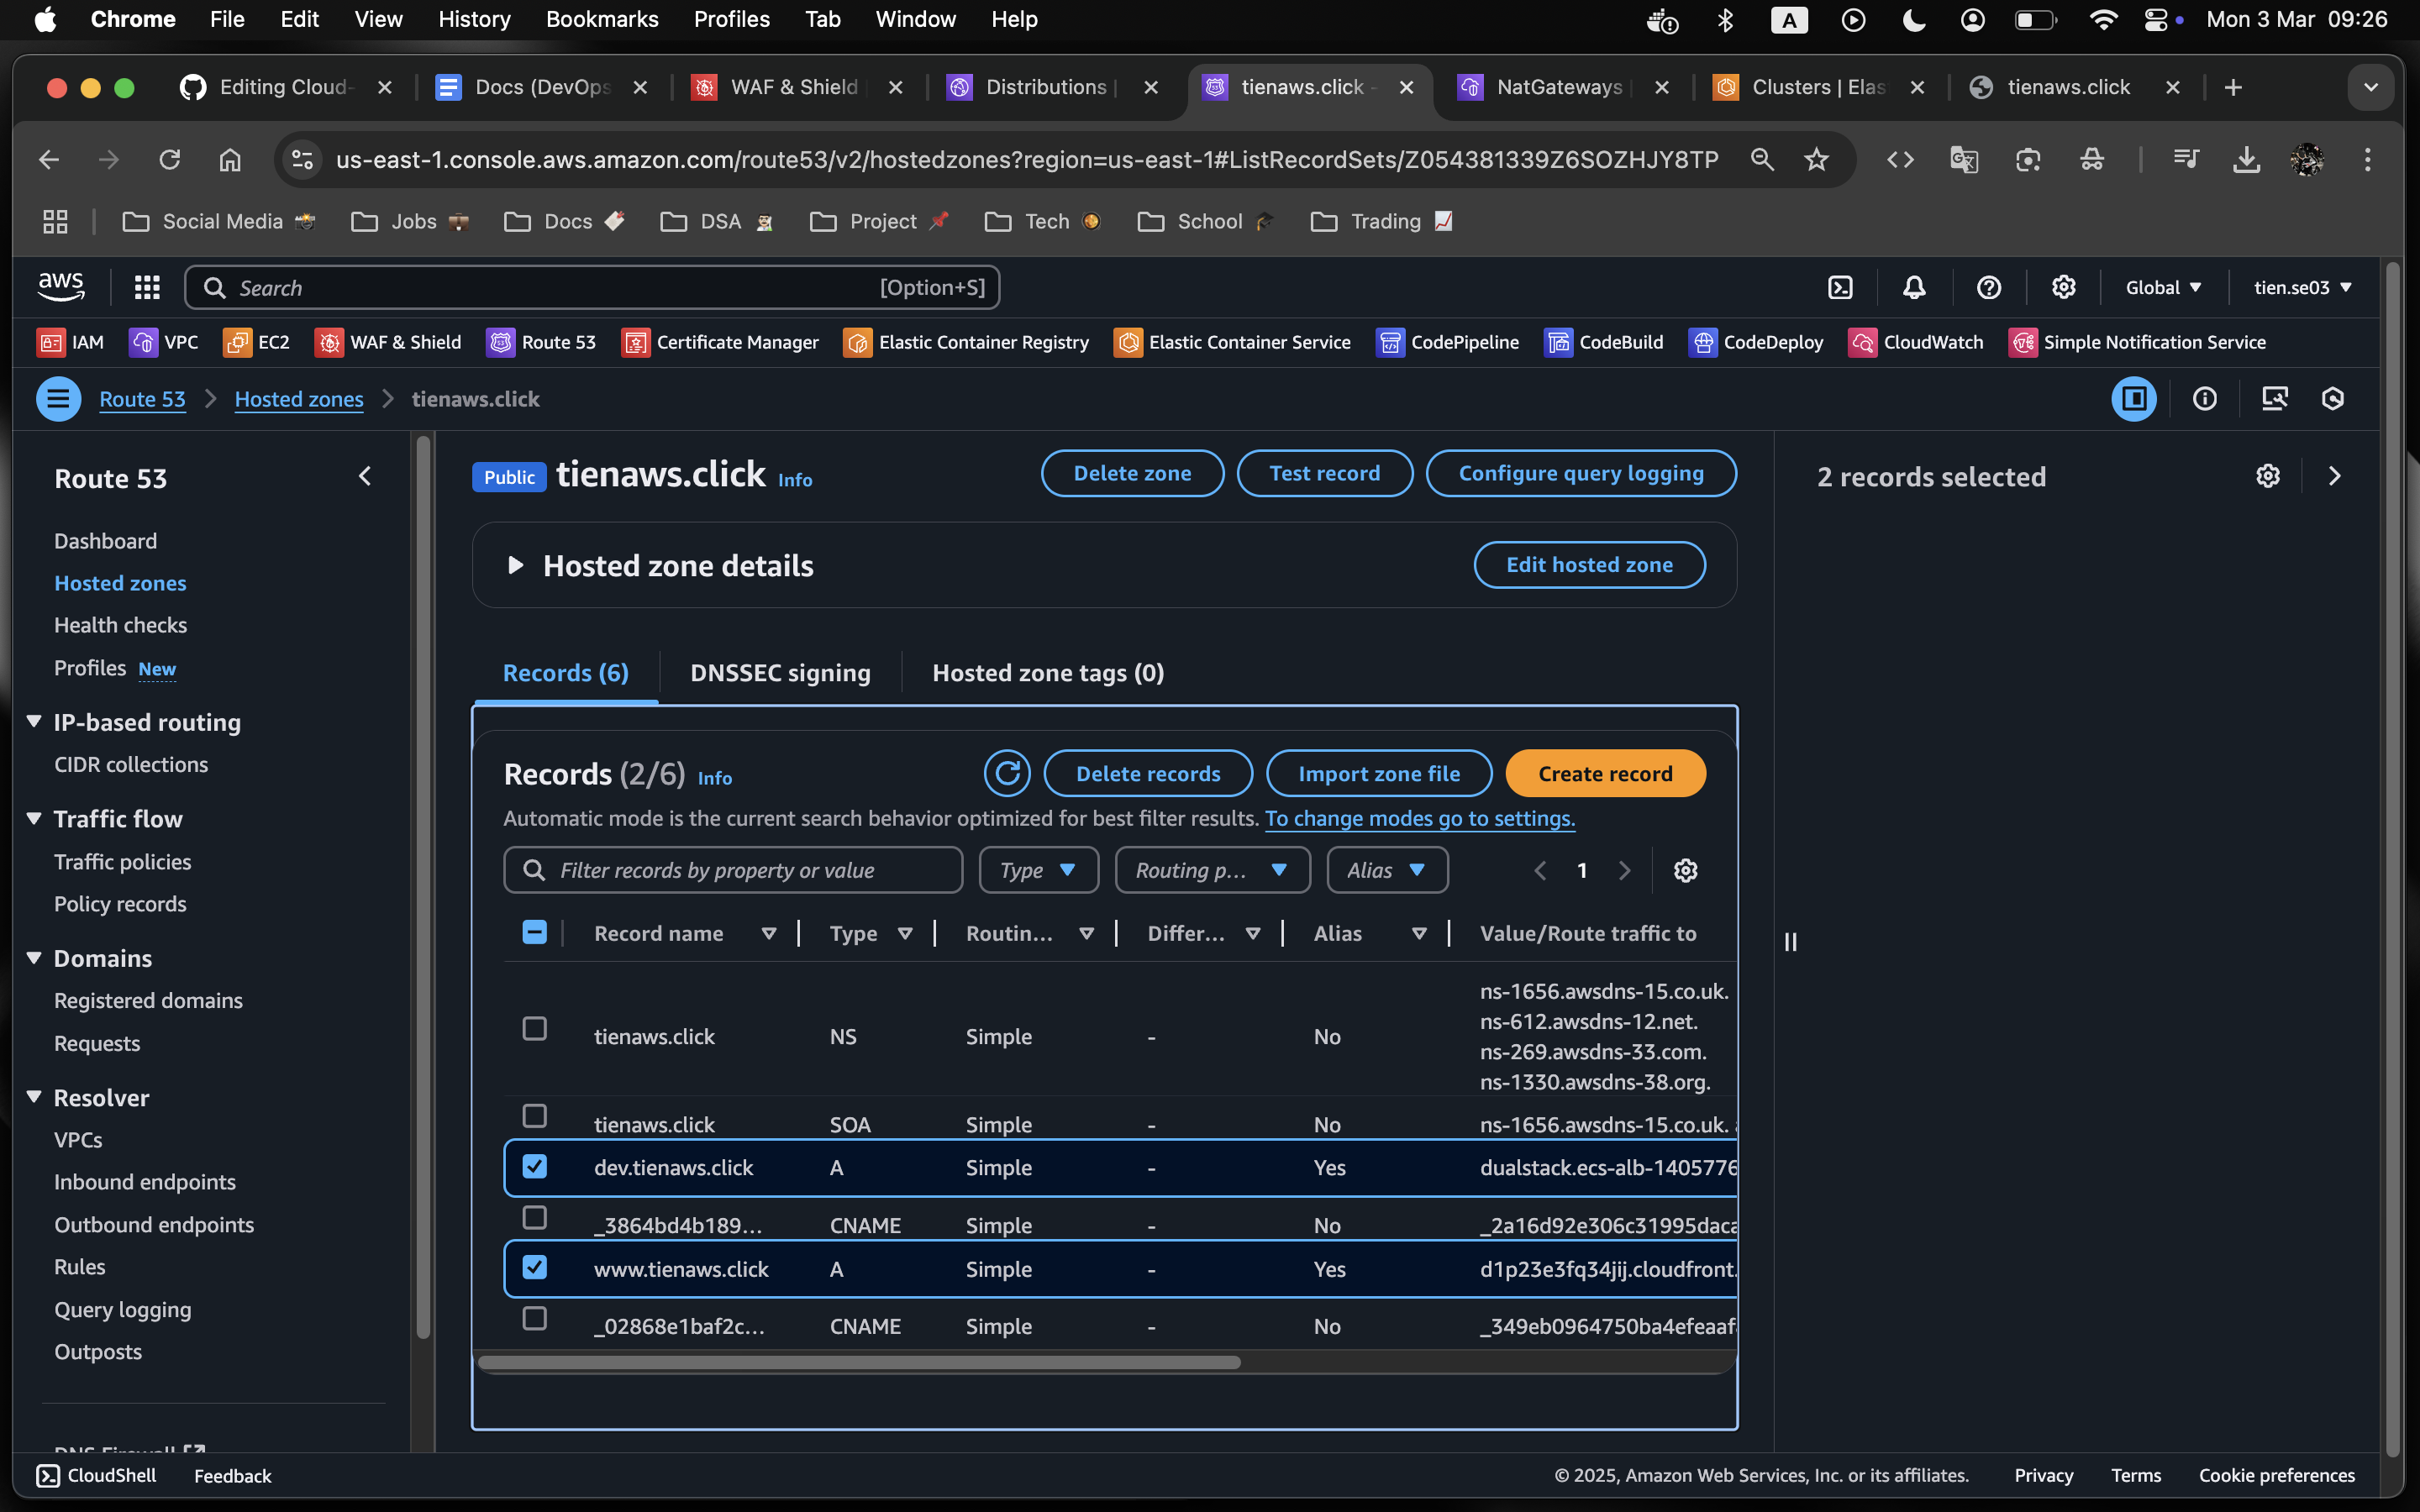 Chrome File Edit View History Bookmarks Profiles Tab Window Help
A Mon 3 Mar 09:26
Editing Cloud- Docs (DevOps WAF & Shield Distributions tienaws.click - NatGateways Clusters | Elas tienaws.click
us-east-1.console.aws.amazon.com/route53/v2/hostedzones?region=us-east-1#ListRecordSets/Z054381339Z6SOZHJY8TP
Social Media Jobs Docs DSA Project Tech School Trading
aws Search [Option+S] Global tien.se03
IAM VPC EC2 WAF & Shield Route 53 Certificate Manager Elastic Container Registry Elastic Container Service CodePipeline CodeBuild CodeDeploy CloudWatch Simple Notification Service
Route 53 Hosted zones tienaws.click
Route 53
Dashboard
Hosted zones
Health checks
Profiles New
IP-based routing
CIDR collections
Traffic flow
Traffic policies
Policy records
Domains
Registered domains
Requests
Resolver
VPCs
Inbound endpoints
Outbound endpoints
Rules
Query logging
Outposts
DNS Firewall
Public tienaws.click Info Delete zone Test record Configure query logging
Hosted zone details Edit hosted zone
Records (6) DNSSEC signing Hosted zone tags (0)
Records (2/6) Info Delete records Import zone file Create record
Automatic mode is the current search behavior optimized for best filter results. To change modes go to settings.
Filter records by property or value Type Routing p... Alias 1
Record name Type Routin... Differ... Alias Value/Route traffic to
tienaws.click NS Simple - No ns-1656.awsdns-15.co.uk.
ns-612.awsdns-12.net.
ns-269.awsdns-33.com.
ns-1330.awsdns-38.org.
tienaws.click SOA Simple - No ns-1656.awsdns-15.co.uk.
dev.tienaws.click A Simple - Yes dualstack.ecs-alb-1405776
_3864bd4b189... CNAME Simple - No _2a16d92e306c31995daca
www.tienaws.click A Simple - Yes d1p23e3fq34jij.cloudfront.
_02868e1baf2c... CNAME Simple - No _349eb0964750ba4efeaaf
2 records selected
CloudShell Feedback © 2025, Amazon Web Services, Inc. or its affiliates. Privacy Terms Cookie preferences